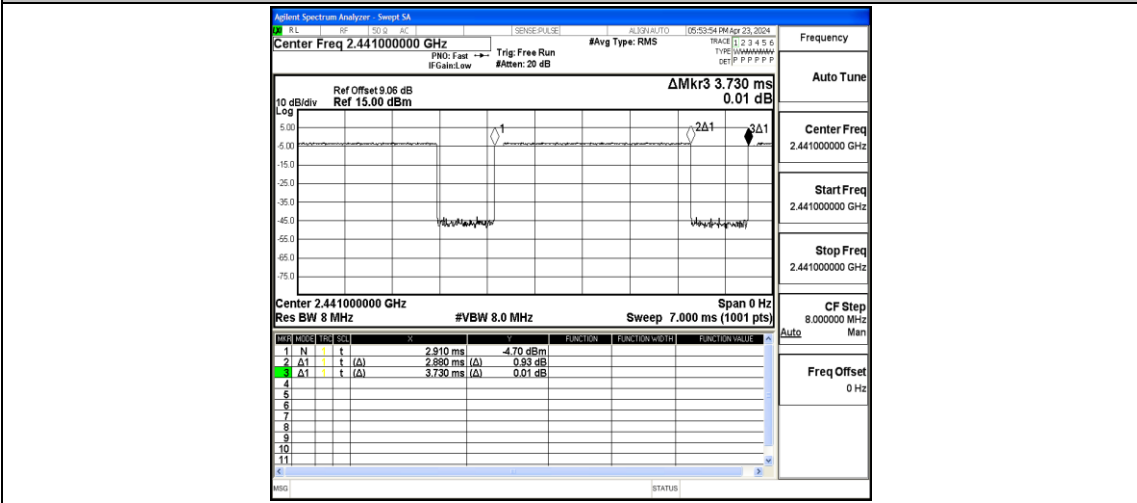 Agilent Spectrum Analyzer - Swept SA
RL RF 50 Ω AC SENSE:PULSE ALIGN AUTO 05:53:54 PM Apr 23, 2024
Center Freq 2.441000000 GHz #Avg Type: RMS TRACE 1 2 3 4 5 6
PNO: Fast Trig: Free Run TYPE
IFGain:Low #Atten: 20 dB DET P P P P P P
Frequency
Auto Tune
Ref Offset 9.06 dB ΔMkr3 3.730 ms
10 dB/div Ref 15.00 dBm 0.01 dB
Log
5.00
-5.00
-15.0
-25.0
-35.0
-45.0
-55.0
-65.0
-75.0
1
2Δ1
3Δ1
Center Freq
2.441000000 GHz
Start Freq
2.441000000 GHz
Stop Freq
2.441000000 GHz
CF Step
8.000000 MHz
Auto Man
Freq Offset
0 Hz
Center 2.441000000 GHz Span 0 Hz
Res BW 8 MHz #VBW 8.0 MHz Sweep 7.000 ms (1001 pts)
MKR MODE TRC SCL X Y FUNCTION FUNCTION WIDTH FUNCTION VALUE
1 N 1 t 2.910 ms -4.70 dBm
2 Δ1 1 t (Δ) 2.880 ms (Δ) 0.93 dB
3 Δ1 1 t (Δ) 3.730 ms (Δ) 0.01 dB
4
5
6
7
8
9
10
11
MSG STATUS